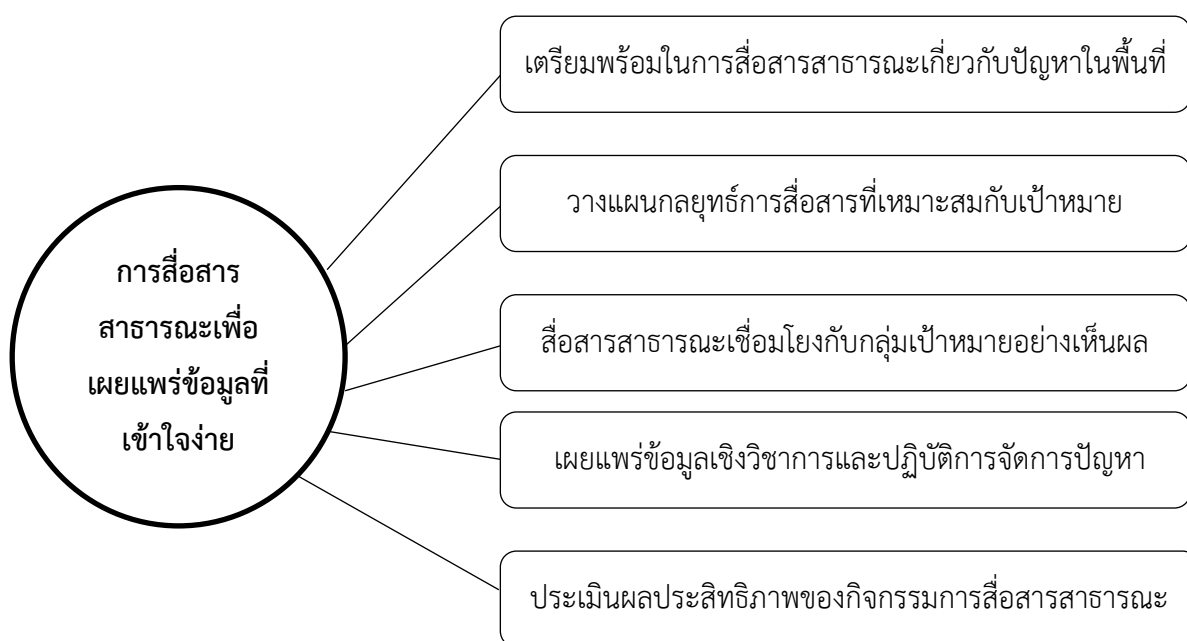 การสื่อสาร
สาธารณะเพื่อ
เผยแพร่ข้อมูลที่
เข้าใจง่าย
เตรียมพร้อมในการสื่อสารสาธารณะเกี่ยวกับปัญหาในพื้นที่
วางแผนกลยุทธ์การสื่อสารที่เหมาะสมกับเป้าหมาย
สื่อสารสาธารณะเชื่อมโยงกับกลุ่มเป้าหมายอย่างเห็นผล
เผยแพร่ข้อมูลเชิงวิชาการและปฏิบัติการจัดการปัญหา
ประเมินผลประสิทธิภาพของกิจกรรมการสื่อสารสาธารณะ